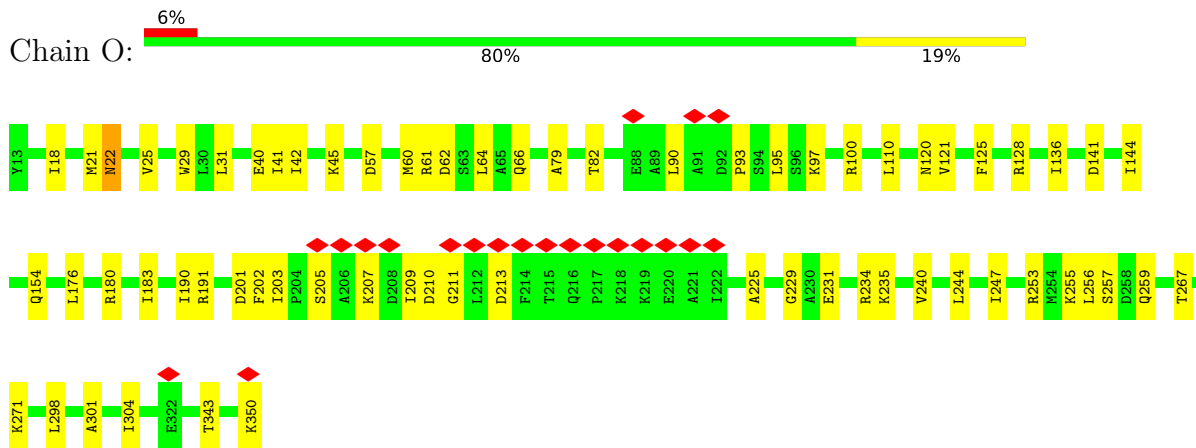 6%
Chain O:
80%
19%
Y13 I18 M21 N22 V25 W29 L30 L31 E40 I41 I42 K45 D57 M60 R61 D62 S63 L64 A65 Q66 A79 T82 E88 A89 L90 A91 D92 P93 S94 L95 S96 K97 R100 L110 N120 V121 F125 R128 I136 D141 I144
Q154 L176 R180 I183 I190 R191 D201 F202 I203 P204 S205 A206 K207 D208 I209 D210 G211 L212 D213 F214 T215 Q216 P217 K218 K219 E220 A221 I222 A225 G229 A230 E231 R234 K235 V240 L244 I247 R253 M254 K255 L256 S257 D258 Q259 T267
K271 L298 A301 I304 E322 T343 K350